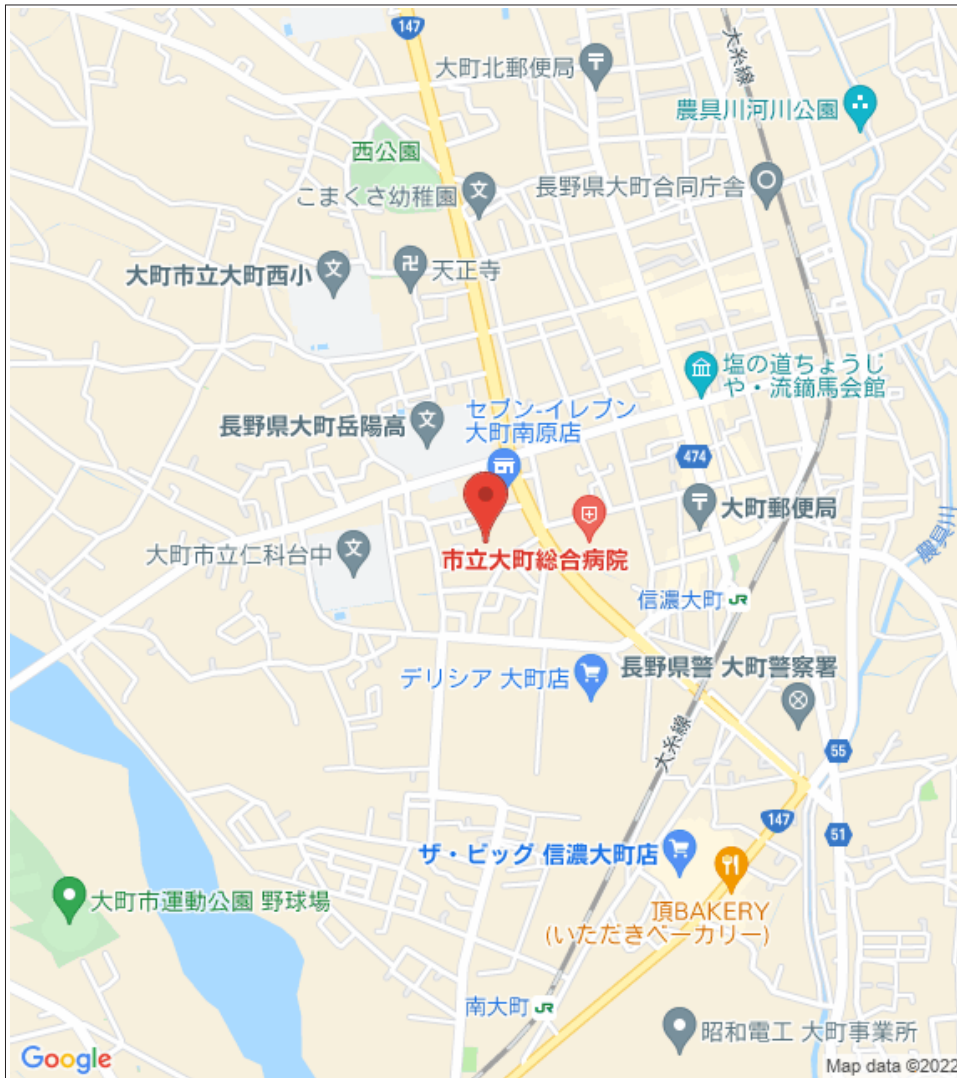 147
大糸線
大町北郵便局
農具川河川公園
西公園
こまくさ幼稚園
長野県大町合同庁舎
大町市立大町西小
天正寺
塩の道ちょうじ
や・流鏑馬会館
長野県大町岳陽高
セブン-イレブン
大町南原店
474
大町郵便局
農具川
大町市立仁科台中
市立大町総合病院
信濃大町
デリシア 大町店
長野県警 大町警察署
大糸線
55
147
51
ザ・ビッグ 信濃大町店
大町市運動公園 野球場
頂BAKERY
(いただきベーカリー)
南大町
昭和電工 大町事業所
Google
Map data ©2022